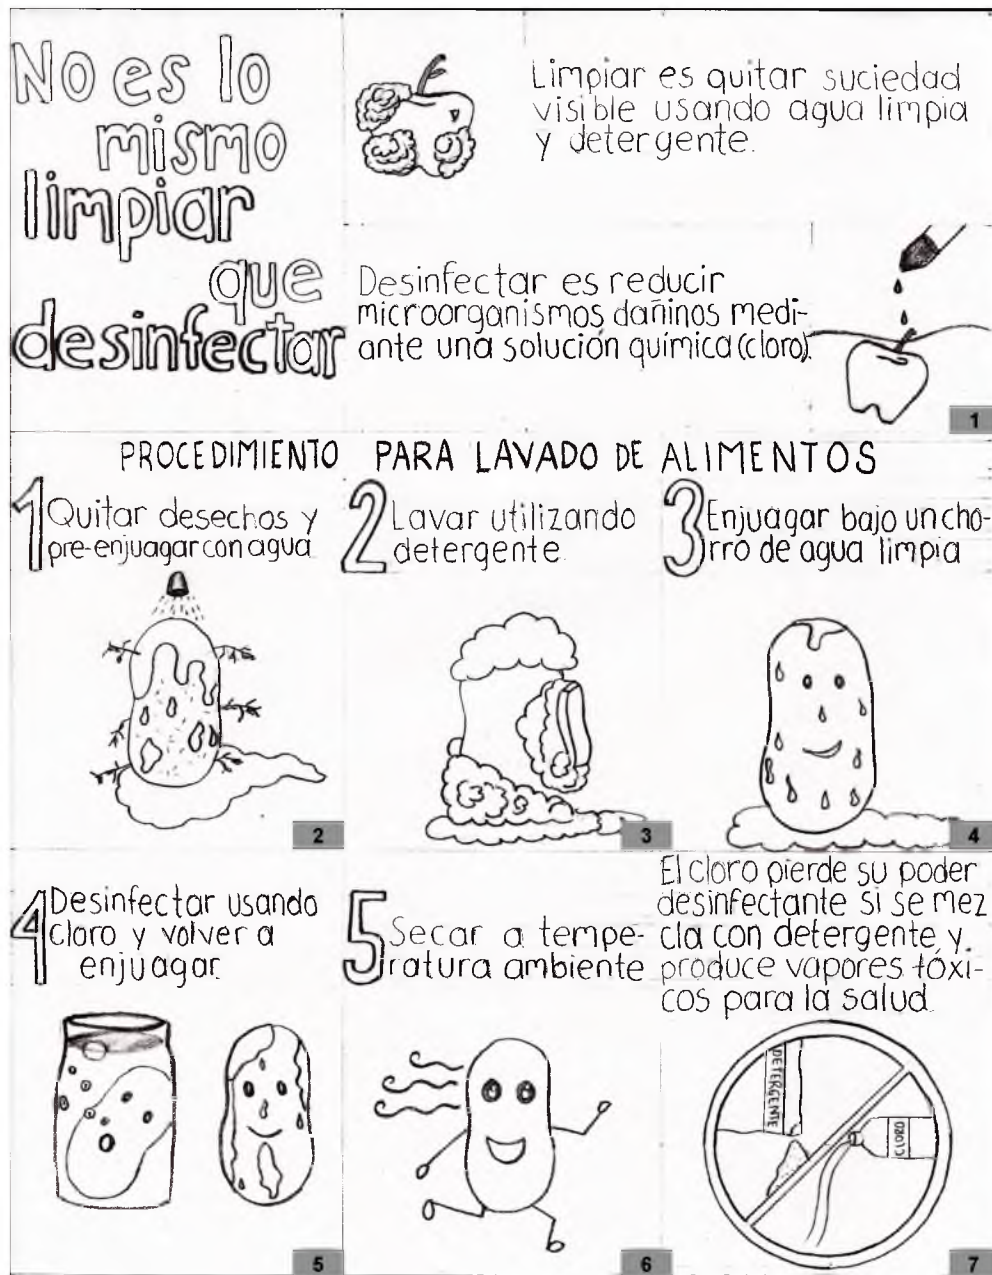 No es lo
mismo
limpiar
que
desinfectar
Limpiar es quitar suciedad
visible usando agua limpia
y detergente.
Desinfectar es reducir
microorganismos dañinos medi-
ante una solución química (cloro).
1
PROCEDIMIENTO PARA LAVADO DE ALIMENTOS
1 Quitar desechos y
pre-enjuagar con agua
2
2 Lavar utilizando
detergente
3
3 Enjuagar bajo un cho-
rro de agua limpia
4
4 Desinfectar usando
cloro y volver a
enjuagar
5
5 Secar a tempe-
ratura ambiente
6
El cloro pierde su poder
desinfectante si se mez
cla con detergente y
produce vapores tóxi-
cos para la salud
DETERGENTE
CLORO
7